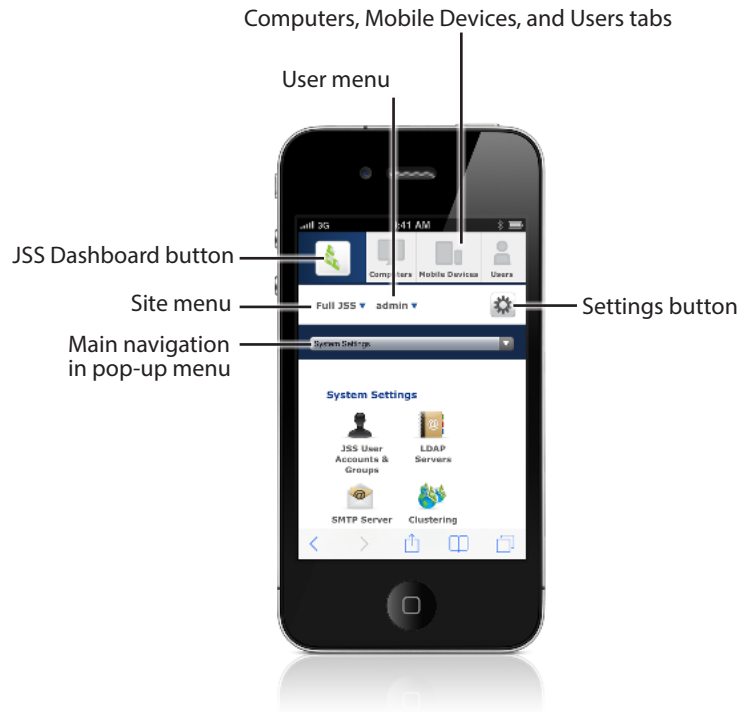 Computers, Mobile Devices, and Users tabs
User menu
JSS Dashboard button
Site menu
Main navigation
in pop-up menu
Settings button
3G
:41 AM
Computers Mobile Devices Users
Full JSS admin
System Settings
System Settings
JSS User
Accounts &
Groups
LDAP
Servers
SMTP Server
Clustering